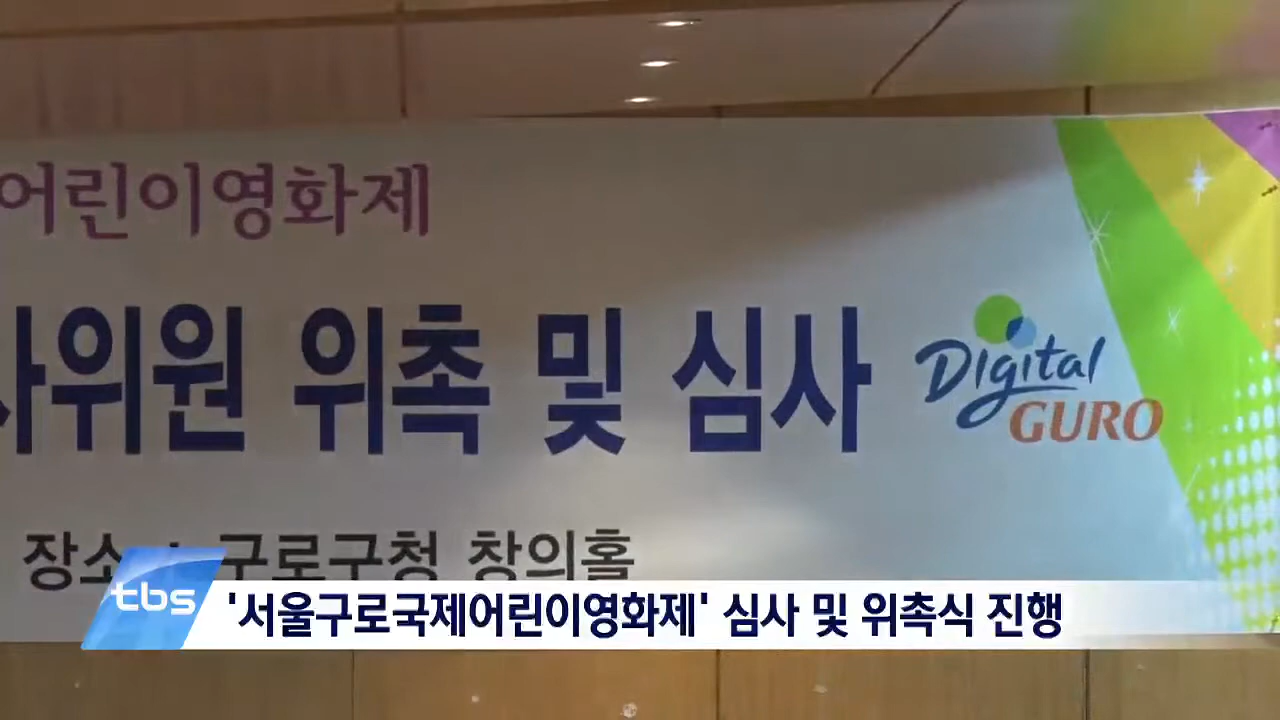 어린이영화제
사위원 위촉 및 심사
Digital
GURO
장소 : 구로구청 창의홀
tbs
'서울구로국제어린이영화제' 심사 및 위촉식 진행